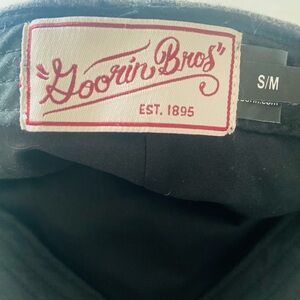 "Goorin Bros"
EST. 1895
S/M